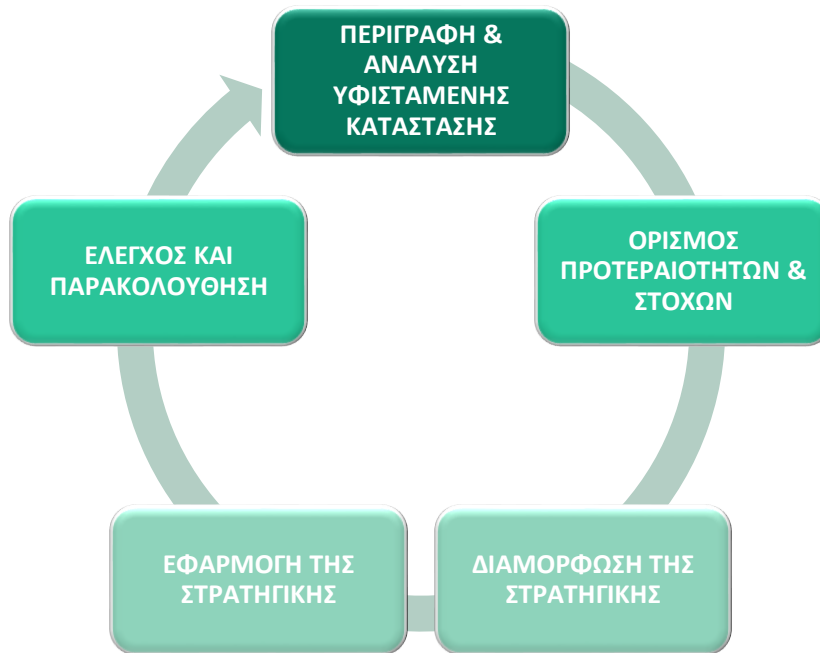 ΠΕΡΙΓΡΑΦΗ &
ΑΝΑΛΥΣΗ
ΥΦΙΣΤΑΜΕΝΗΣ
ΚΑΤΑΣΤΑΣΗΣ
ΟΡΙΣΜΟΣ
ΠΡΟΤΕΡΑΙΟΤΗΤΩΝ &
ΣΤΟΧΩΝ
ΔΙΑΜΟΡΦΩΣΗ ΤΗΣ
ΣΤΡΑΤΗΓΙΚΗΣ
ΕΦΑΡΜΟΓΗ ΤΗΣ
ΣΤΡΑΤΗΓΙΚΗΣ
ΕΛΕΓΧΟΣ ΚΑΙ
ΠΑΡΑΚΟΛΟΥΘΗΣΗ